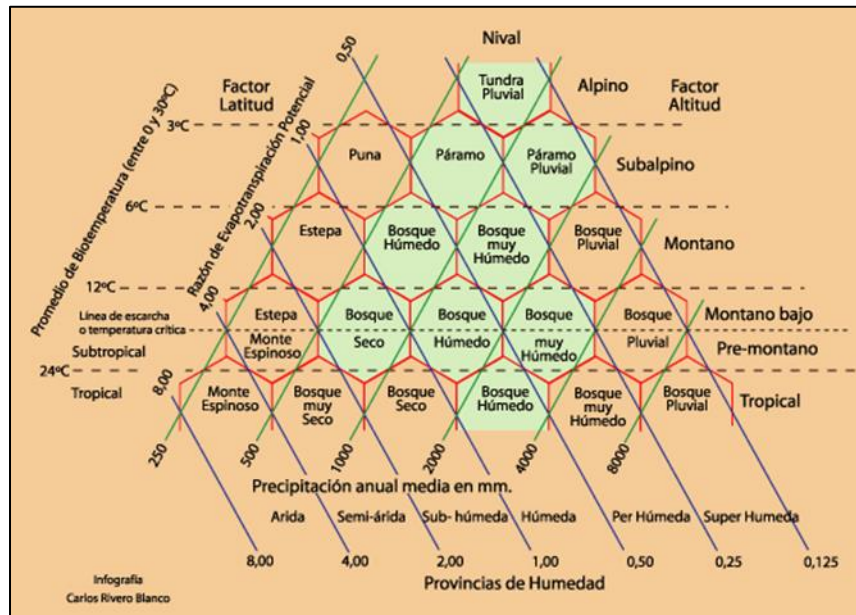 Nival
0,50
Factor
Latitud
Tundra
Pluvial
Alpino
Factor
Altitud
3ºC
1,00
Puna
Páramo
Páramo
Pluvial
Subalpino
Promedio de Biotemperatura (entre 0 y 30ºC)
Razón de Evapotranspiración Potencial
6ºC
2,00
Estepa
Bosque
Húmedo
Bosque
muy
Húmedo
Bosque
Pluvial
Montano
12ºC
4,00
Línea de escarcha
o temperatura crítica
Estepa
Bosque
Bosque
Bosque
Bosque
Montano bajo
Subtropical
Monte
Espinoso
Seco
Húmedo
muy
Húmedo
Pluvial
Pre-montano
24ºC
Tropical
8,00
Monte
Espinoso
Bosque
muy
Seco
Bosque
Seco
Bosque
Húmedo
Bosque
muy
Húmedo
Bosque
Pluvial
Tropical
250
500
1000
2000
4000
8000
Precipitación anual media en mm.
Arida
Semi-árida
Sub- húmeda
Húmeda
Per Húmeda
Super Humeda
8,00
4,00
2,00
1,00
0,50
0,25
0,125
Provincias de Humedad
Infografía
Carlos Rivero Blanco